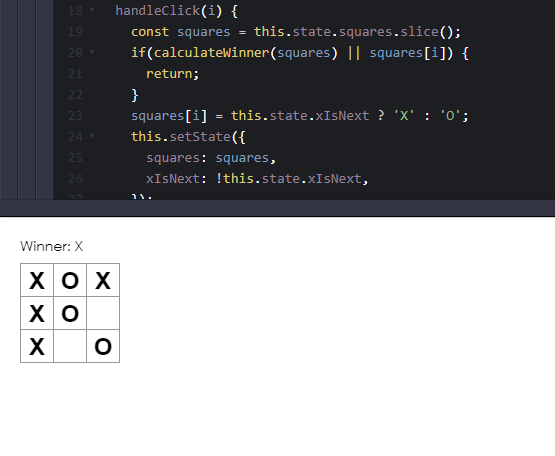 18 handleClick(i) {
19 const squares = this.state.squares.slice();
20 if(calculateWinner(squares) || squares[i]) {
21 return;
22 }
23 squares[i] = this.state.xIsNext ? 'X' : 'O';
24 this.setState({
25 squares: squares,
26 xIsNext: !this.state.xIsNext,
27 });
Winner: X
X O X
X O
X O